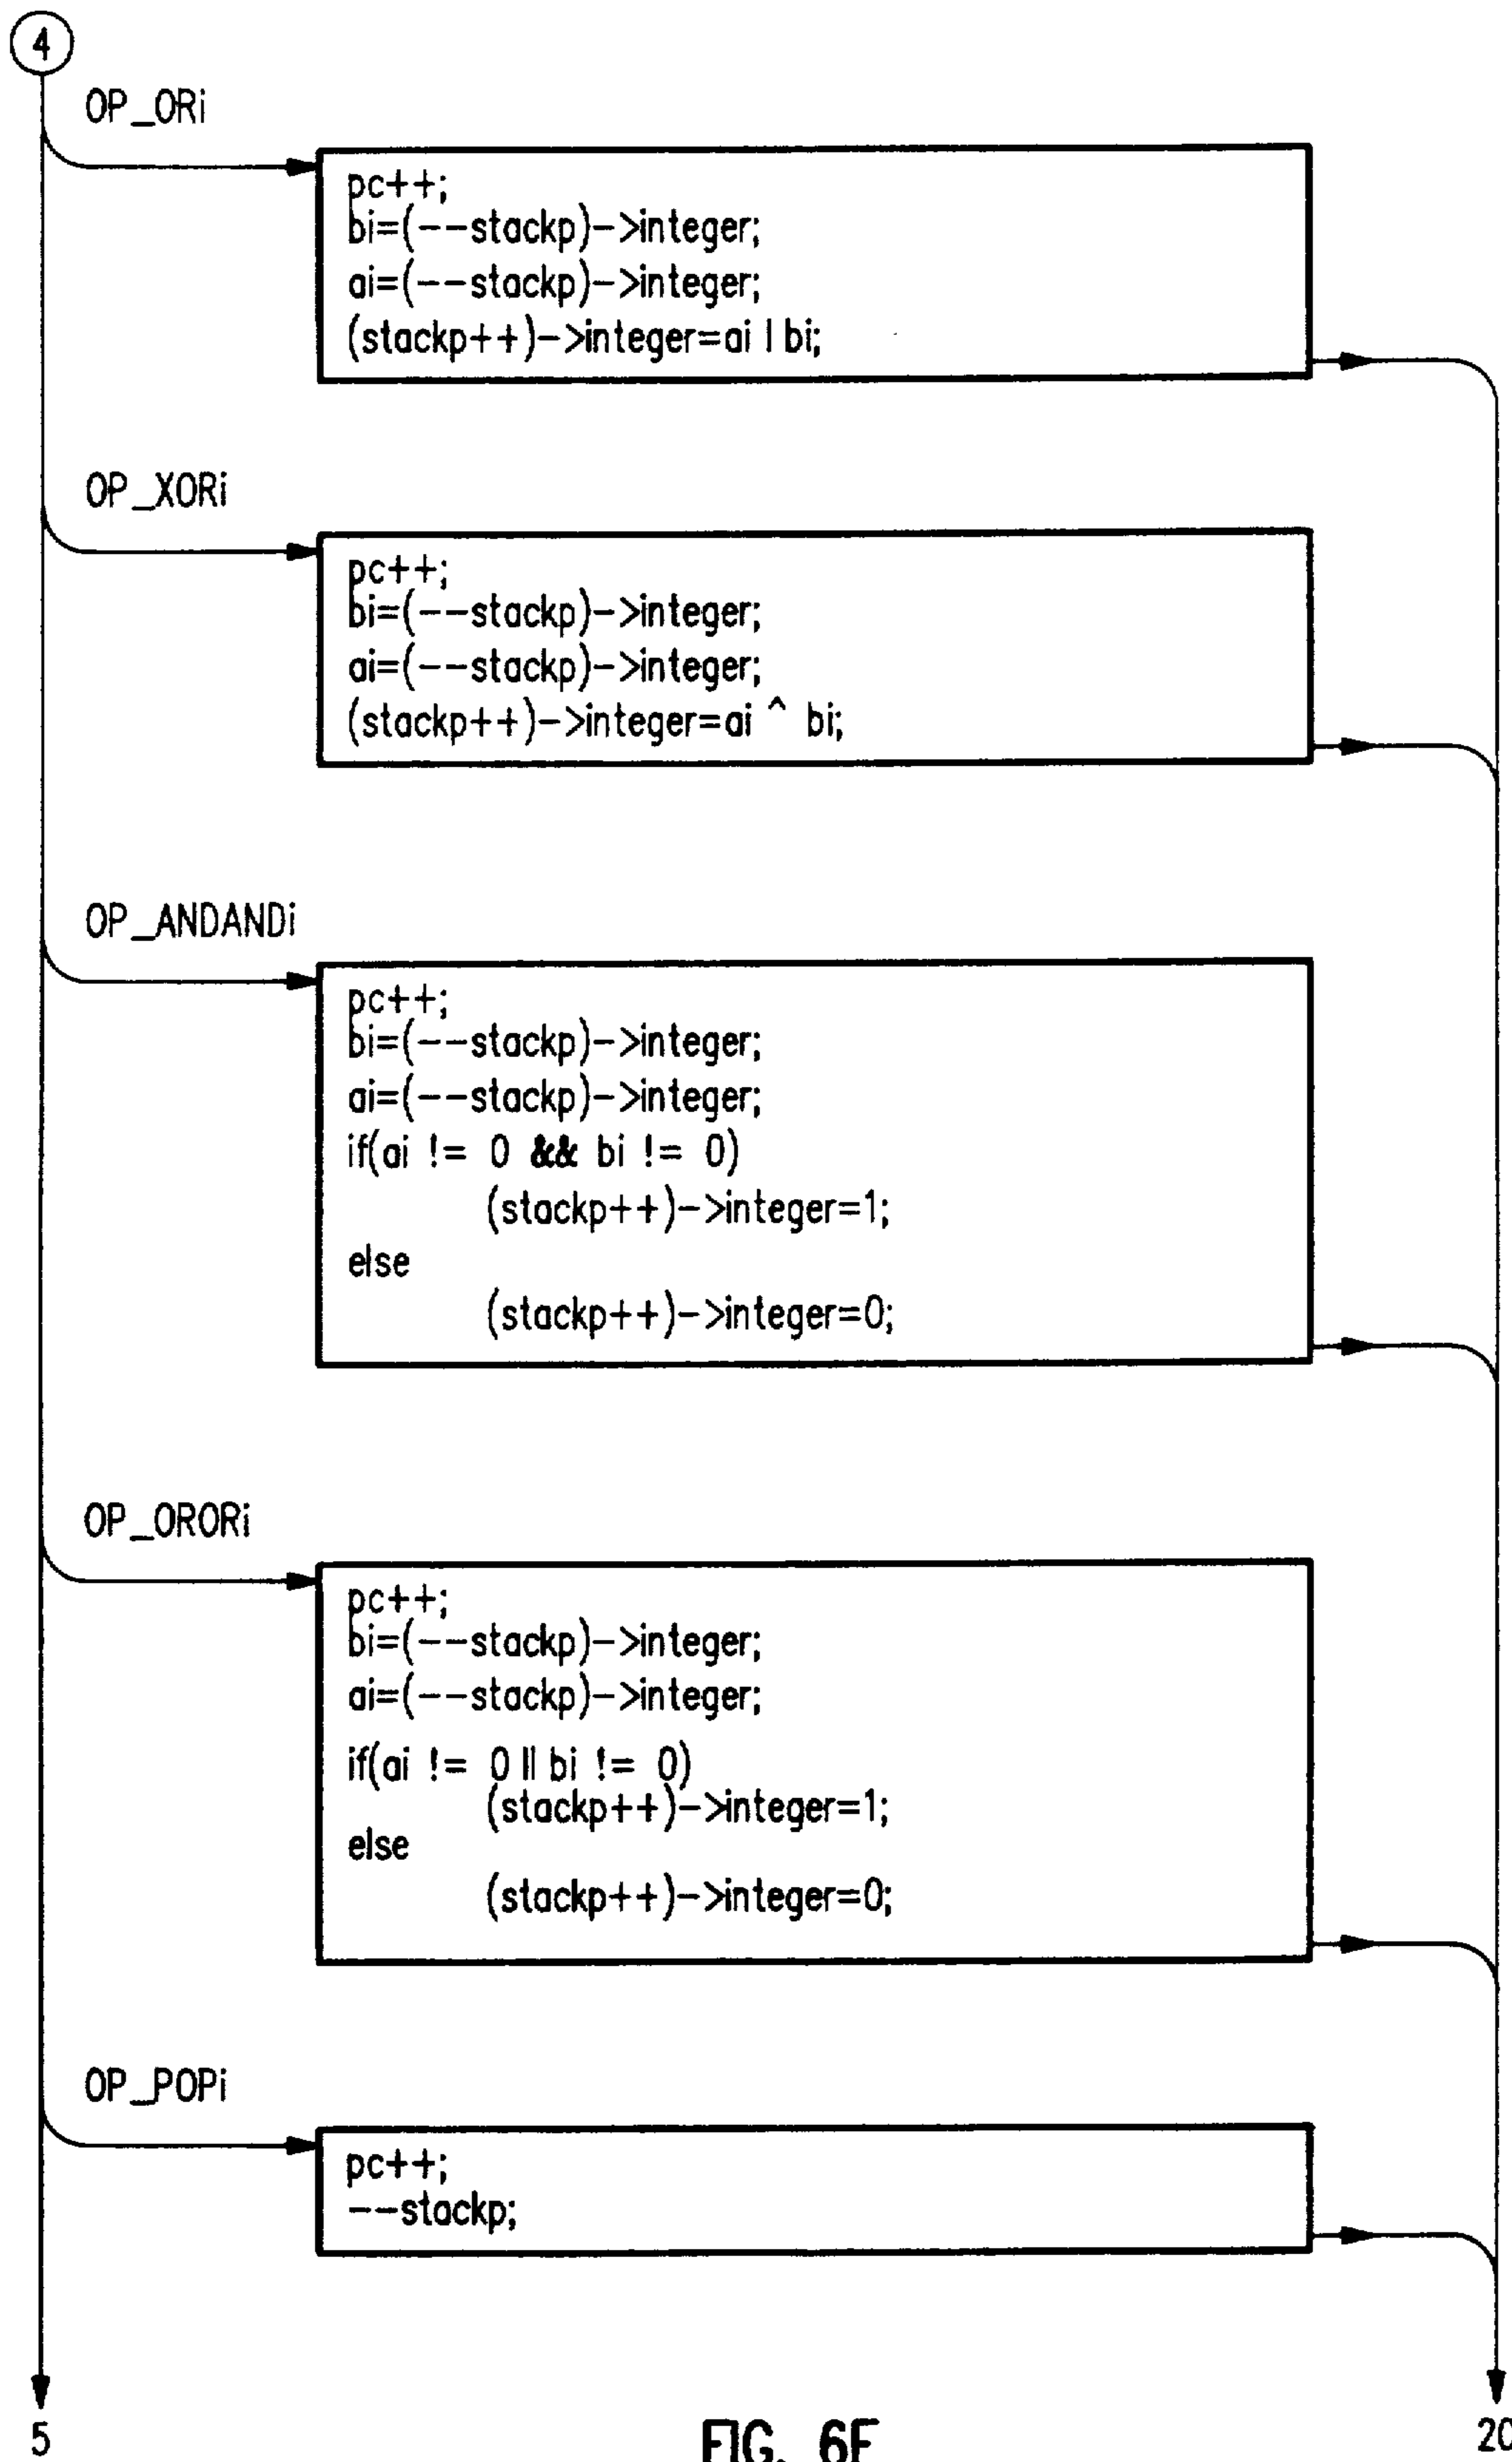 4
OP_ORi
pc++;
bi=(--stackp)->integer;
ai=(--stackp)->integer;
(stackp++)->integer=ai | bi;
OP_XORi
pc++;
bi=(--stackp)->integer;
ai=(--stackp)->integer;
(stackp++)->integer=ai ^ bi;
OP_ANDANDi
pc++;
bi=(--stackp)->integer;
ai=(--stackp)->integer;
if(ai != 0 && bi != 0)
(stackp++)->integer=1;
else
(stackp++)->integer=0;
OP_ORORi
pc++;
bi=(--stackp)->integer;
ai=(--stackp)->integer;
if(ai != 0 || bi != 0)
(stackp++)->integer=1;
else
(stackp++)->integer=0;
OP_POPi
pc++;
--stackp;
5
20